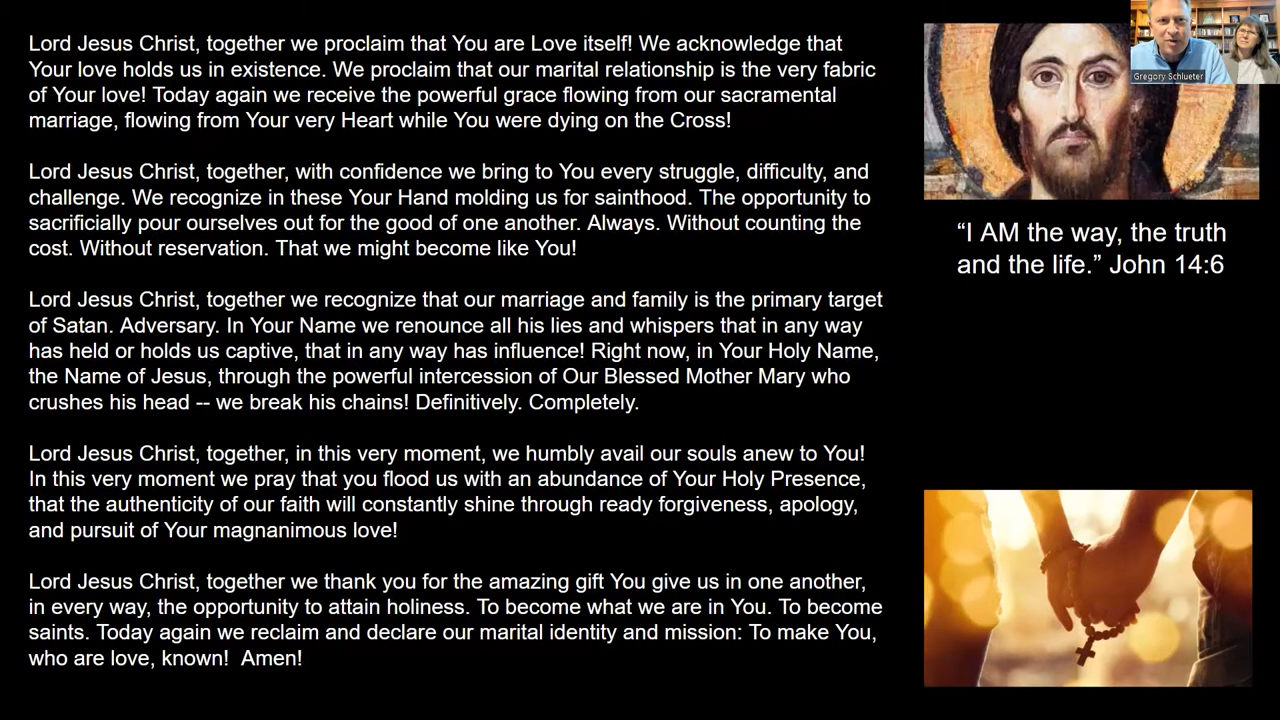 Lord Jesus Christ, together we proclaim that You are Love itself! We acknowledge that
Your love holds us in existence. We proclaim that our marital relationship is the very fabric
of Your love! Today again we receive the powerful grace flowing from our sacramental
marriage, flowing from Your very Heart while You were dying on the Cross!
Lord Jesus Christ, together, with confidence we bring to You every struggle, difficulty, and
challenge. We recognize in these Your Hand molding us for sainthood. The opportunity to
sacrificially pour ourselves out for the good of one another. Always. Without counting the
cost. Without reservation. That we might become like You!
Lord Jesus Christ, together we recognize that our marriage and family is the primary target
of Satan. Adversary. In Your Name we renounce all his lies and whispers that in any way
has held or holds us captive, that in any way has influence! Right now, in Your Holy Name,
the Name of Jesus, through the powerful intercession of Our Blessed Mother Mary who
crushes his head -- we break his chains! Definitively. Completely.
Lord Jesus Christ, together, in this very moment, we humbly avail our souls anew to You!
In this very moment we pray that you flood us with an abundance of Your Holy Presence,
that the authenticity of our faith will constantly shine through ready forgiveness, apology,
and pursuit of Your magnanimous love!
Lord Jesus Christ, together we thank you for the amazing gift You give us in one another,
in every way, the opportunity to attain holiness. To become what we are in You. To become
saints. Today again we reclaim and declare our marital identity and mission: To make You,
who are love, known!  Amen!
Gregory Schlueter
“I AM the way, the truth
and the life.” John 14:6